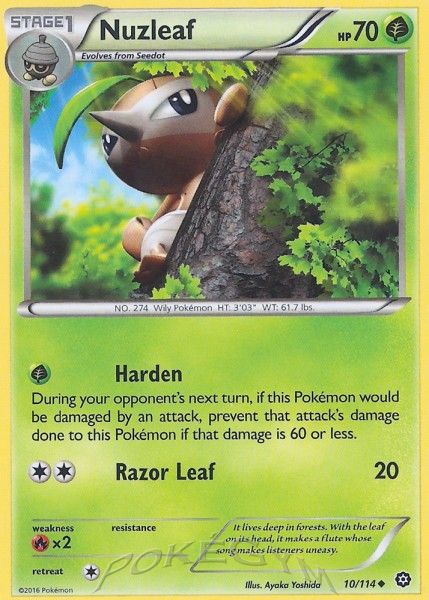 STAGE1
Nuzleaf
HP 70
Evolves from Seedot
NO. 274 Wily Pokémon HT: 3'03" WT: 61.7 lbs.
Harden
During your opponent's next turn, if this Pokémon would
be damaged by an attack, prevent that attack's damage
done to this Pokémon if that damage is 60 or less.
Razor Leaf 20
weakness resistance
×2
It lives deep in forests. With the leaf
on its head, it makes a flute whose
song makes listeners uneasy.
retreat
POKEGYM
©2016 Pokémon
Illus. Ayaka Yoshida
10/114